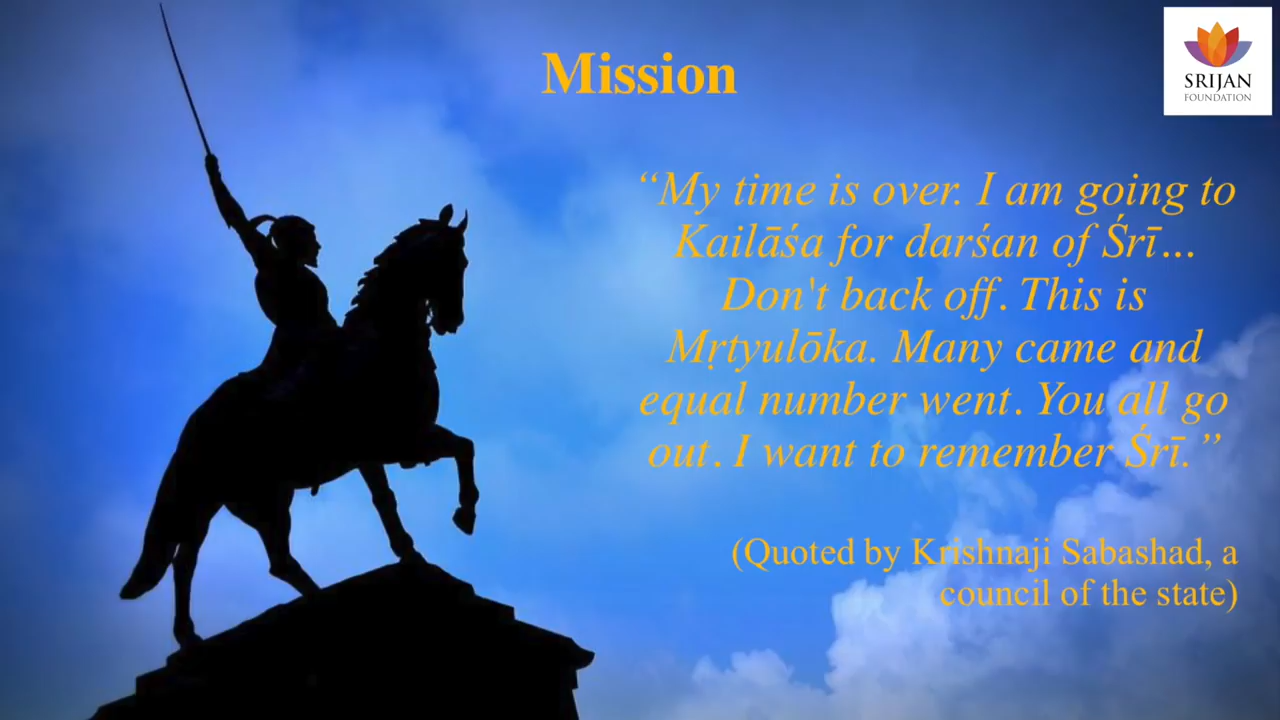 Mission
SRIJAN
FOUNDATION
“My time is over. I am going to
Kailāśa for darśan of Śrī...
Don't back off. This is
Mṛtyulōka. Many came and
equal number went. You all go
out. I want to remember Śrī.”
(Quoted by Krishnaji Sabashad, a
council of the state)